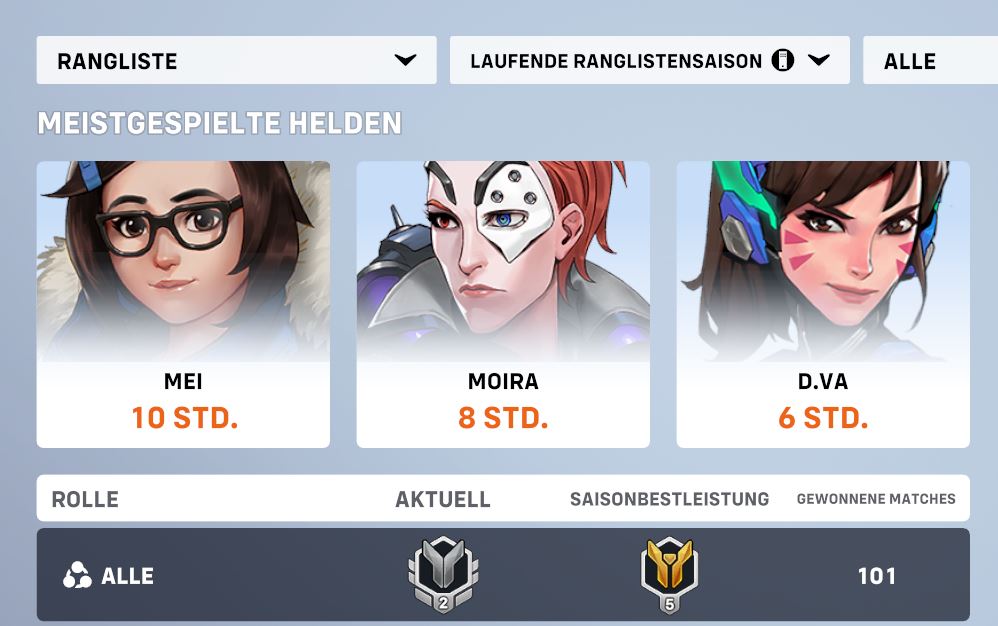 RANGLISTE
LAUFENDE RANGLISTENSAISON
ALLE
MEISTGESPIELTE HELDEN
MEI
10 STD.
MOIRA
8 STD.
D.VA
6 STD.
ROLLE
AKTUELL
SAISONBESTLEISTUNG
GEWONNENE MATCHES
ALLE
2
5
101